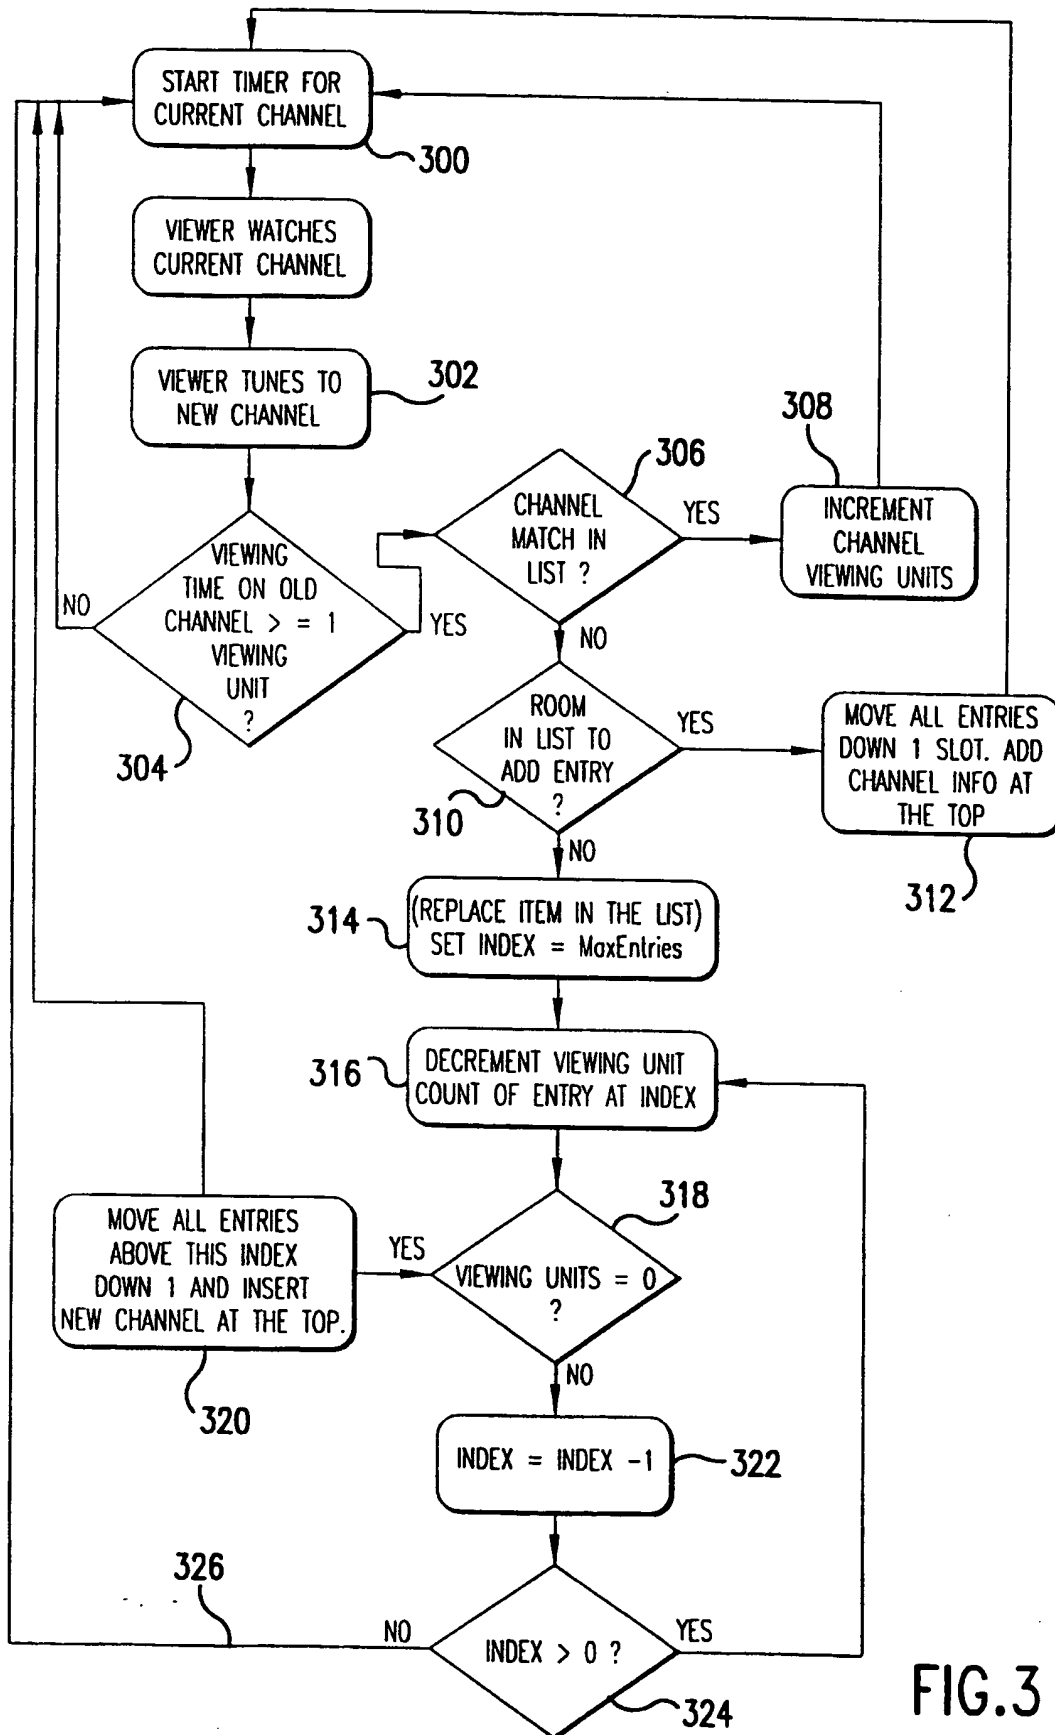 START TIMER FOR
CURRENT CHANNEL
300
VIEWER WATCHES
CURRENT CHANNEL
VIEWER TUNES TO
NEW CHANNEL
302
VIEWING
TIME ON OLD
CHANNEL > = 1
VIEWING
UNIT
?
NO
YES
304
306
CHANNEL
MATCH IN
LIST ?
YES
NO
308
INCREMENT
CHANNEL
VIEWING UNITS
ROOM
IN LIST TO
ADD ENTRY
?
310
YES
NO
MOVE ALL ENTRIES
DOWN 1 SLOT. ADD
CHANNEL INFO AT
THE TOP
312
314
(REPLACE ITEM IN THE LIST)
SET INDEX = MaxEntries
316
DECREMENT VIEWING UNIT
COUNT OF ENTRY AT INDEX
318
VIEWING UNITS = 0
?
YES
NO
MOVE ALL ENTRIES
ABOVE THIS INDEX
DOWN 1 AND INSERT
NEW CHANNEL AT THE TOP.
320
INDEX = INDEX -1
322
326
NO
INDEX > 0 ?
YES
324
FIG.3